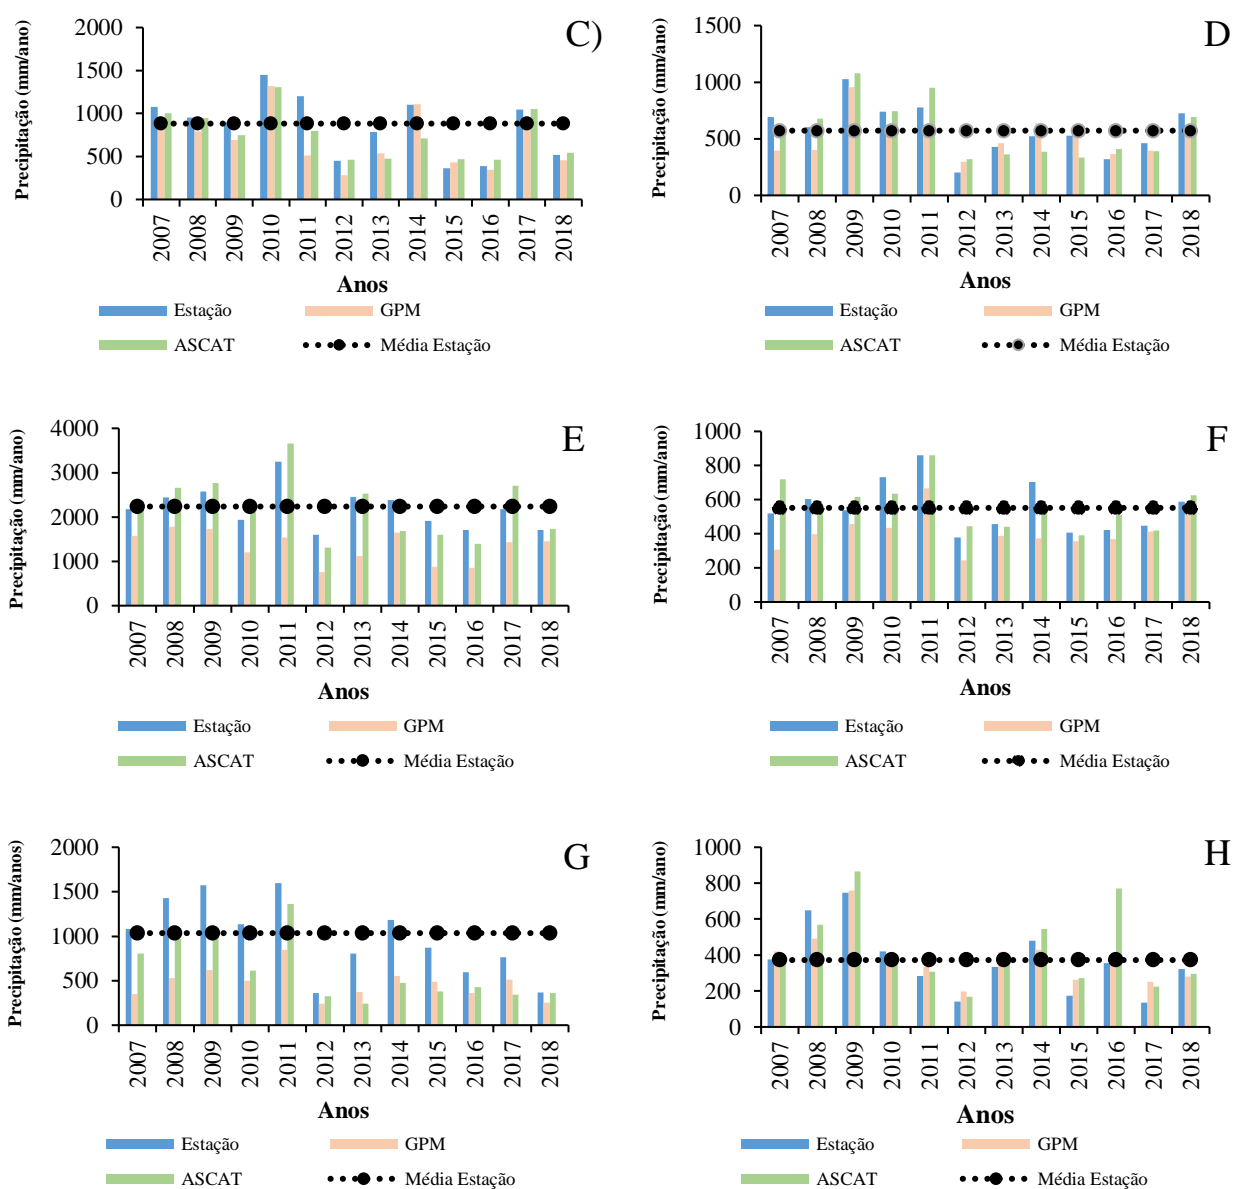 C)
Precipitação (mm/ano)
2000
1500
1000
500
0
2007 2008 2009 2010 2011 2012 2013 2014 2015 2016 2017 2018
Anos
Estação GPM
ASCAT Média Estação
D
Precipitação (mm/ano)
1500
1000
500
0
2007 2008 2009 2010 2011 2012 2013 2014 2015 2016 2017 2018
Anos
Estação GPM
ASCAT Média Estação
E
Precipitação (mm/ano)
4000
3000
2000
1000
0
2007 2008 2009 2010 2011 2012 2013 2014 2015 2016 2017 2018
Anos
Estação GPM
ASCAT Média Estação
F
Precipitação (mm/ano)
1000
800
600
400
200
0
2007 2008 2009 2010 2011 2012 2013 2014 2015 2016 2017 2018
Anos
Estação GPM
ASCAT Média Estação
G
Precipitação (mm/anos)
2000
1500
1000
500
0
2007 2008 2009 2010 2011 2012 2013 2014 2015 2016 2017 2018
Anos
Estação GPM
ASCAT Média Estação
H
Precipitação (mm/ano)
1000
800
600
400
200
0
2007 2008 2009 2010 2011 2012 2013 2014 2015 2016 2017 2018
Anos
Estação GPM
ASCAT Média Estação